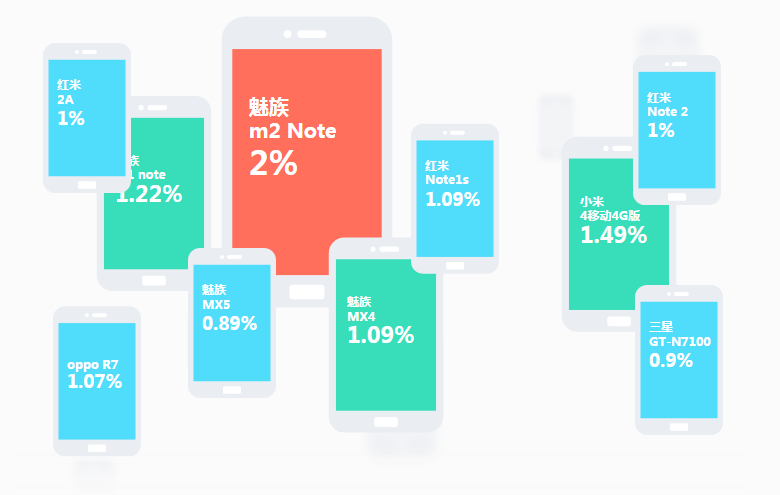 红米
2A
1%
族
note
1.22%
魅族
m2 Note
2%
红米
Note1s
1.09%
魅族
MX5
0.89%
魅族
MX4
1.09%
oppo R7
1.07%
红米
Note 2
1%
小米
4移动4G版
1.49%
三星
GT-N7100
0.9%